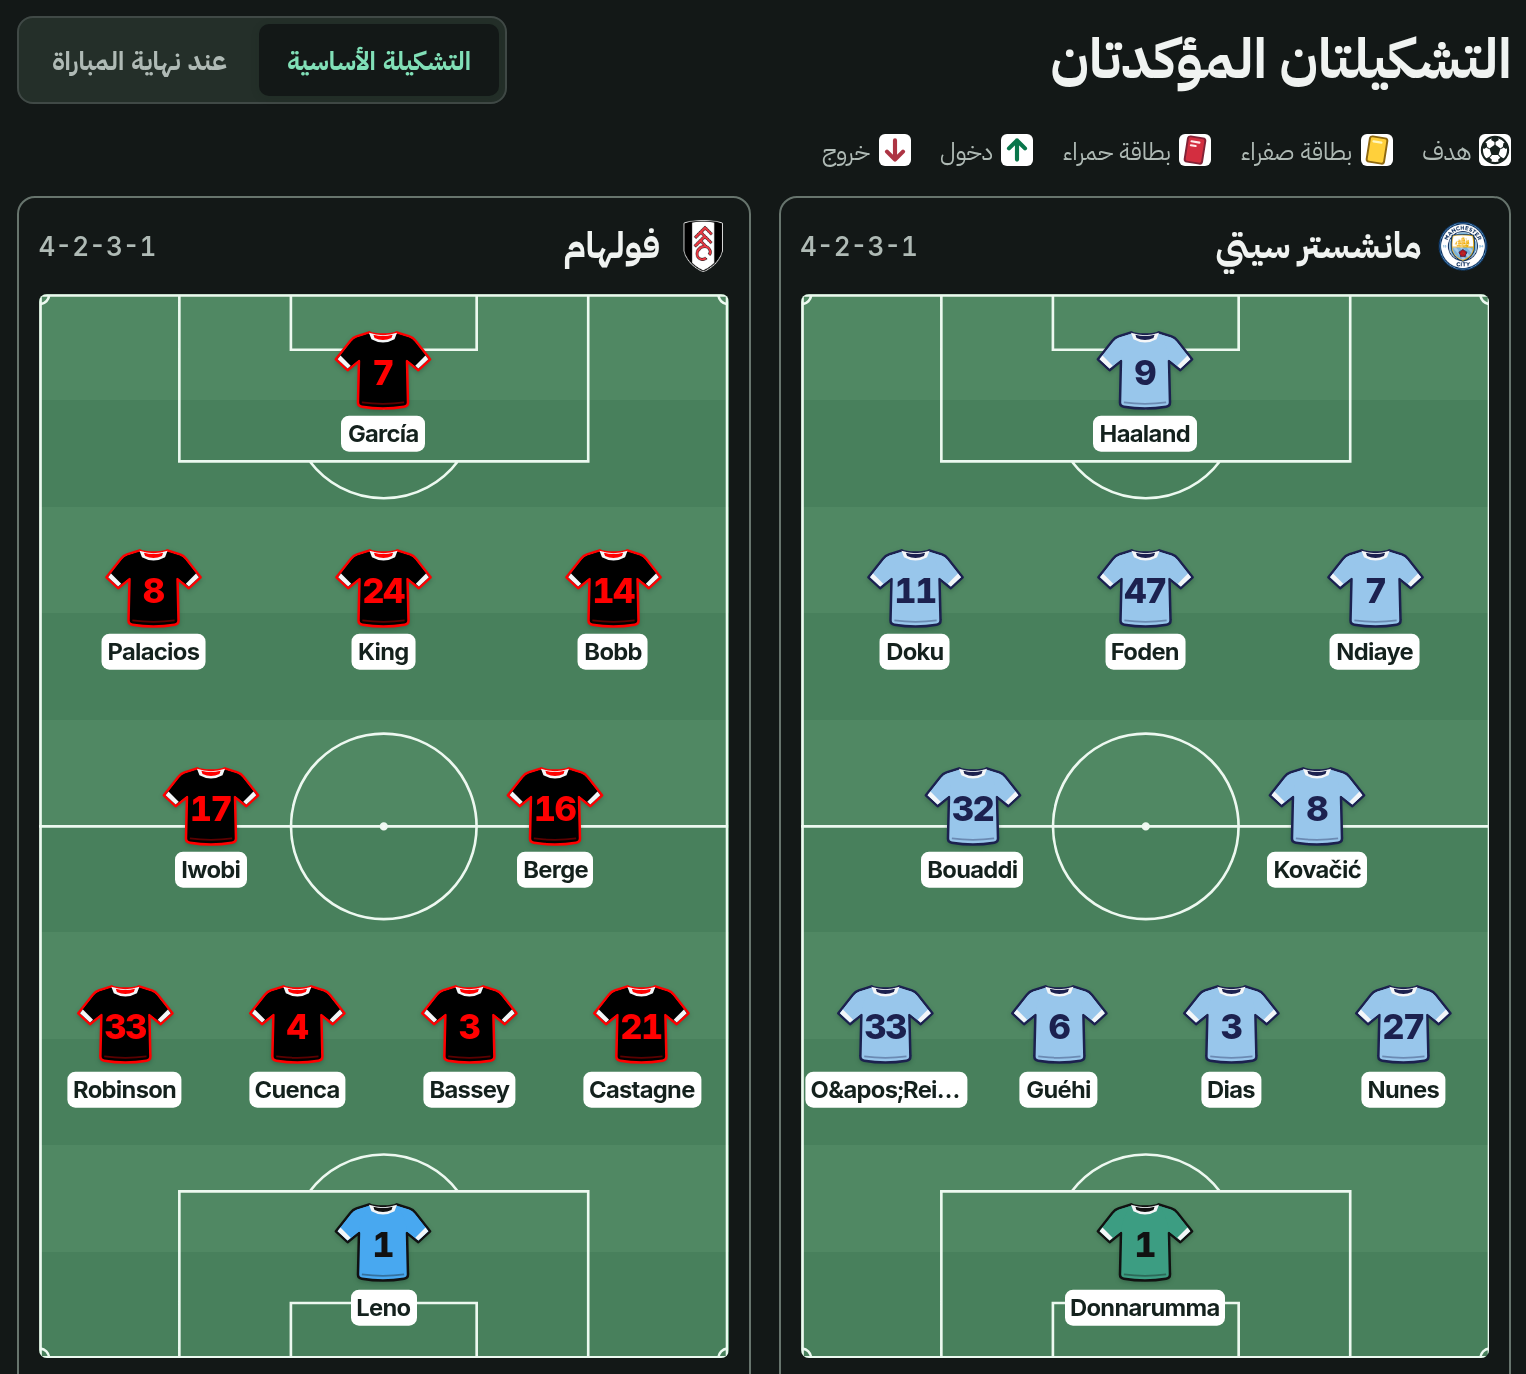 التشكيلتان المؤكدتان
التشكيلة الأساسية
عند نهاية المباراة
هدف
بطاقة صفراء
بطاقة حمراء
دخول
خروج
مانشستر سيتي
4-2-3-1
9
Haaland
11
47
7
Doku
Foden
Ndiaye
32
8
Bouaddi
Kovačić
33
6
3
27
O&apos;Rei…
Guéhi
Dias
Nunes
1
Donnarumma
فولهام
4-2-3-1
7
García
8
24
14
Palacios
King
Bobb
17
16
Iwobi
Berge
33
4
3
21
Robinson
Cuenca
Bassey
Castagne
1
Leno